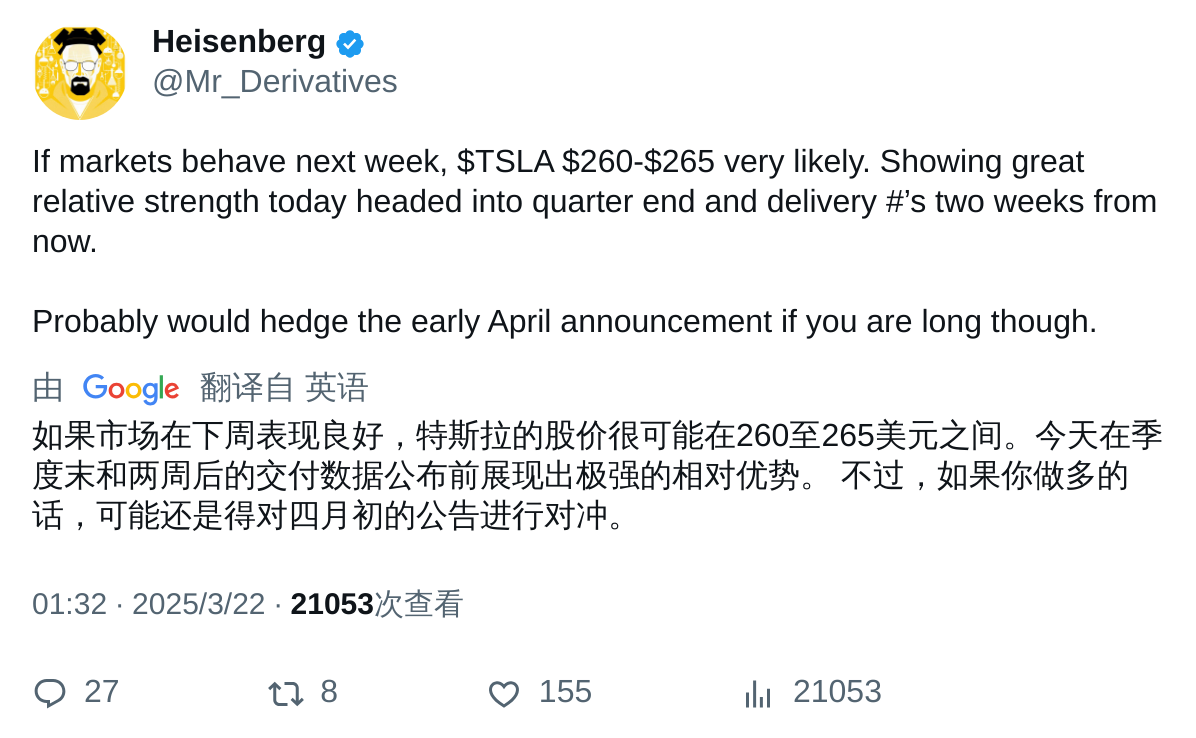 Heisenberg
@Mr_Derivatives
If markets behave next week, $TSLA $260-$265 very likely. Showing great
relative strength today headed into quarter end and delivery #’s two weeks from
now.
Probably would hedge the early April announcement if you are long though.
由 Google 翻译自 英语
如果市场在下周表现良好，特斯拉的股价很可能在260至265美元之间。今天在季
度末和两周后的交付数据公布前展现出极强的相对优势。 不过，如果你做多的
话，可能还是得对四月初的公告进行对冲。
01:32 · 2025/3/22 · 21053次查看
27 8 155 21053